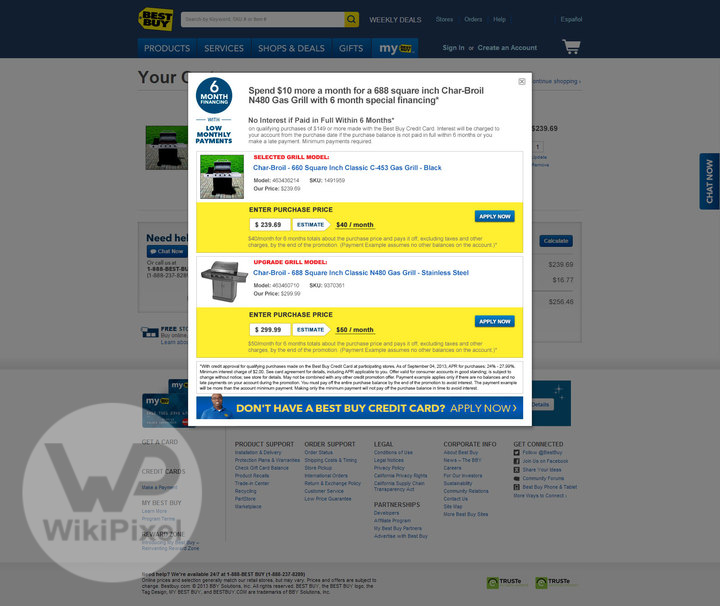 BEST BUY
Search by Keyword, TAG # or Item #
WEEKLY DEALS
Stores Orders Help
Español
PRODUCTS SERVICES SHOPS & DEALS GIFTS my
Sign In or Create an Account
Your C
ontinue shopping ›
6 MONTH FINANCING
WITH
LOW MONTHLY PAYMENTS
Spend $10 more a month for a 688 square inch Char-Broil
N480 Gas Grill with 6 month special financing*
No Interest if Paid in Full Within 6 Months*
on qualifying purchases of $149 or more made with the Best Buy Credit Card. Interest will be charged to
your account from the purchase date if the purchase balance is not paid in full within 6 months or you
make a late payment. Minimum payments required.
SELECTED GRILL MODEL:
Char-Broil - 660 Square Inch Classic C-453 Gas Grill - Black
Model: 463436214 SKU: 1491959
Our Price: $239.69
ENTER PURCHASE PRICE
$ 239.69 ESTIMATE $40 / month
APPLY NOW
$40/month for 6 months totals about the purchase price and pays it off, excluding taxes and other
charges, by the end of the promotion. (Payment Example assumes no other balances on the account.)*
UPGRADE GRILL MODEL:
Char-Broil - 688 Square Inch Classic N480 Gas Grill - Stainless Steel
Our Price: $299.99
SKU: 9370361
ENTER PURCHASE PRICE
$ 299.99 ESTIMATE $50 / month
APPLY NOW
$50/month for 6 months totals about the purchase price and pays it off, excluding taxes and other
charges, by the end of the promotion. (Payment Example assumes no other balances on the account.)*
*With credit approval for qualifying purchases made on the Best Buy Credit Card at participating stores. As of September 04, 2013, APR for purchases: 24% - 27.99%.
Minimum interest charge of $2.00. See card agreement for details, including APR applicable to you. Offer valid for consumer accounts in good standing; is subject to
change without notice; see store for details. May not be combined with any other credit promotion offer. Payment example applies only if there are no other balances and no
late payments on your account during the promotion. You must pay off the entire purchase balance by the end of the promotion to avoid interest. The payment example
will be more than the account minimum payment. Making only the minimum payment will not pay off the purchase balance in time to avoid interest.
DON'T HAVE A BEST BUY CREDIT CARD? APPLY NOW ›
$239.69
1
Update
Remove
CHAT NOW
Need help
Chat Now
Or call us at
1-888-BEST-BU
(1-888-237-82
Calculate
$239.69
$16.77
$256.46
FREE STO
Buy online,
Learn abou
my
my
Details
GET A CARD
CREDIT CARDS
Make a Payment
MY BEST BUY
Learn More
Program Terms
REWARD ZONE
Introducing My Best Buy –
Reinventing Reward Zone
PRODUCT SUPPORT
Installation & Delivery
Protection Plans & Warranties
Check Gift Card Balance
Product Recalls
Trade-in Center
Recycling
PartStore
Marketplace
ORDER SUPPORT
Order Status
Shipping Costs & Timing
Store Pickup
International Orders
Return & Exchange Policy
Customer Service
Low Price Guarantee
LEGAL
Conditions of Use
Legal Notices
Privacy Policy
California Privacy Rights
California Supply Chain
Transparency Act
PARTNERSHIPS
Developers
Affiliate Program
My Best Buy Partners
Advertise with Best Buy
CORPORATE INFO
About Best Buy
News – The BBY
Careers
For Our Investors
Sustainability
Community Relations
Contact Us
Site Map
More Best Buy Sites
GET CONNECTED
Follow @BestBuy
Join Us on Facebook
Share Your Ideas
Community Forums
Best Buy Phone & Tablet
More Ways to Connect ›
WikiPixel
Need help? We're available 24/7 at 1-888-BEST BUY (1-888-237-8289)
Online prices and selection generally match our retail stores, but may vary. Prices and offers are subject to
change. Bestbuy.com © 2013 BBY Solutions, Inc. All rights reserved. BEST BUY, the BEST BUY logo, the
Tag Design, MY BEST BUY, and BESTBUY.COM are trademarks of BBY Solutions, Inc.
TRUSTe
TRUSTe